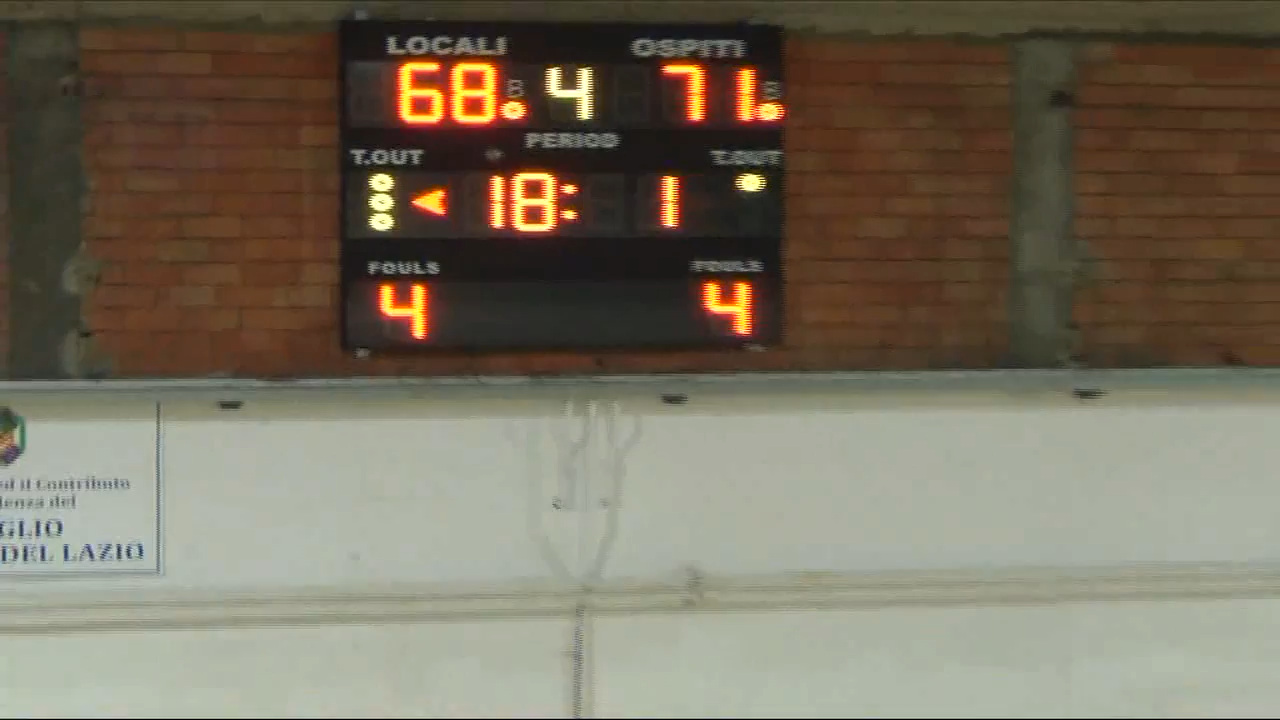 LOCALI OSPITI
68 4 71
PERIOD
T.OUT T.OUT
18: 1
FOULS FOULS
4 4
ed il Contributo
del
GLIO
DEL LAZIO